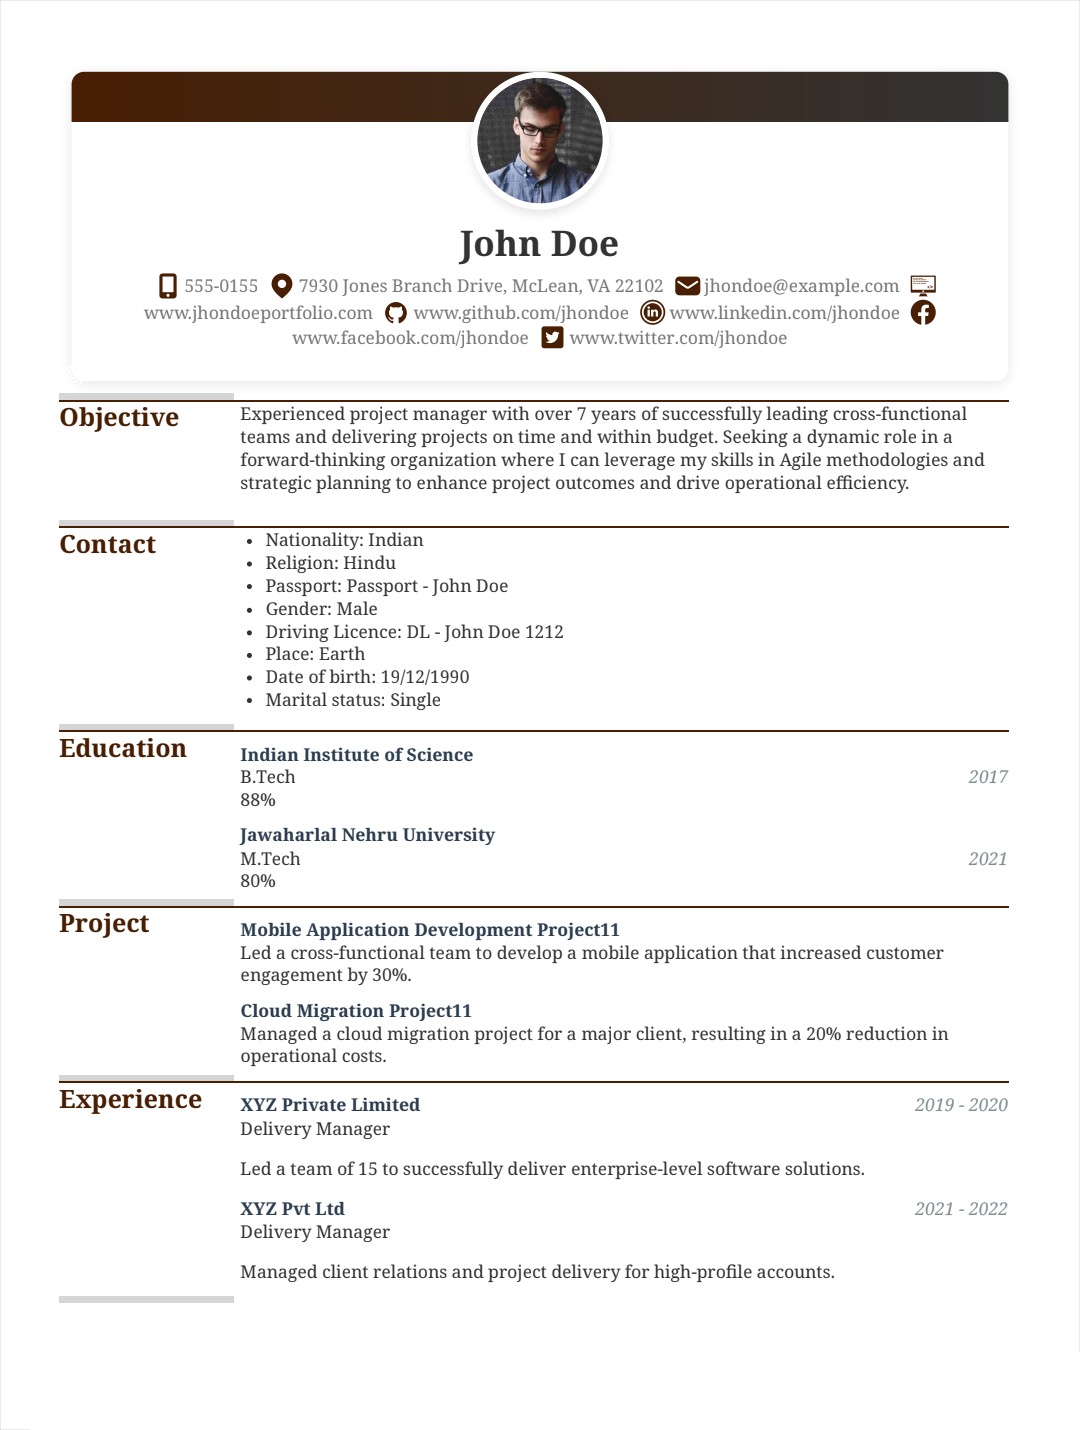 John Doe
555-0155 7930 Jones Branch Drive, McLean, VA 22102 jhondoe@example.com
www.jhondoeportfolio.com www.github.com/jhondoe www.linkedin.com/jhondoe
www.facebook.com/jhondoe www.twitter.com/jhondoe
Objective
Experienced project manager with over 7 years of successfully leading cross-functional
teams and delivering projects on time and within budget. Seeking a dynamic role in a
forward-thinking organization where I can leverage my skills in Agile methodologies and
strategic planning to enhance project outcomes and drive operational efficiency.
Contact
• Nationality: Indian
• Religion: Hindu
• Passport: Passport - John Doe
• Gender: Male
• Driving Licence: DL - John Doe 1212
• Place: Earth
• Date of birth: 19/12/1990
• Marital status: Single
Education
Indian Institute of Science
B.Tech 2017
88%
Jawaharlal Nehru University
M.Tech 2021
80%
Project
Mobile Application Development Project11
Led a cross-functional team to develop a mobile application that increased customer
engagement by 30%.
Cloud Migration Project11
Managed a cloud migration project for a major client, resulting in a 20% reduction in
operational costs.
Experience
XYZ Private Limited 2019 - 2020
Delivery Manager
Led a team of 15 to successfully deliver enterprise-level software solutions.
XYZ Pvt Ltd 2021 - 2022
Delivery Manager
Managed client relations and project delivery for high-profile accounts.